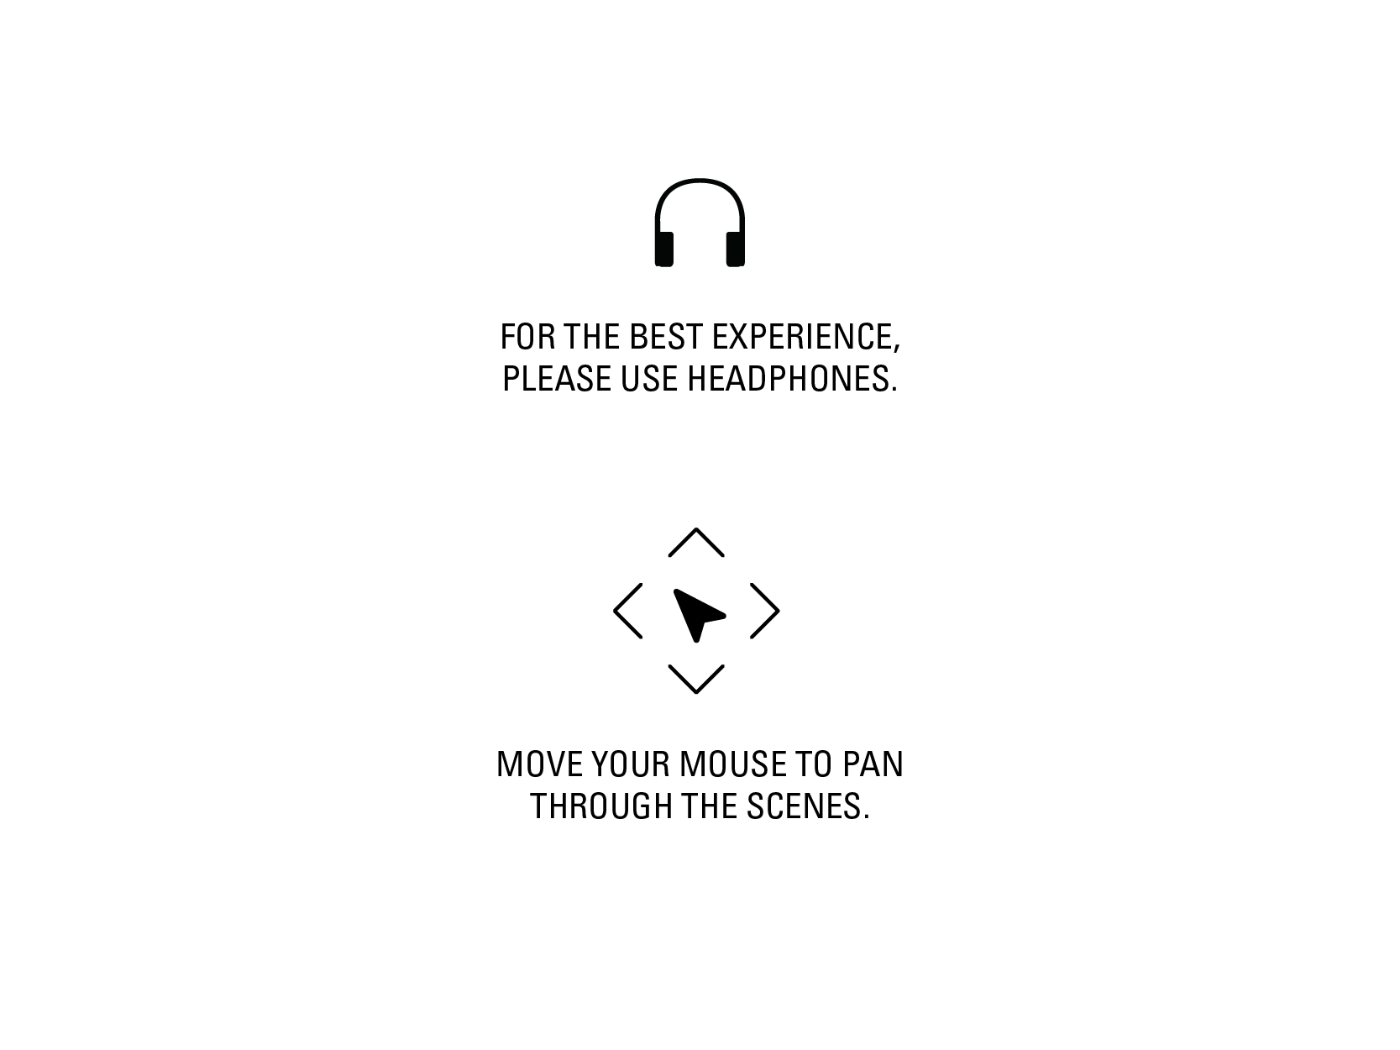 FOR THE BEST EXPERIENCE,
PLEASE USE HEADPHONES.
MOVE YOUR MOUSE TO PAN
THROUGH THE SCENES.